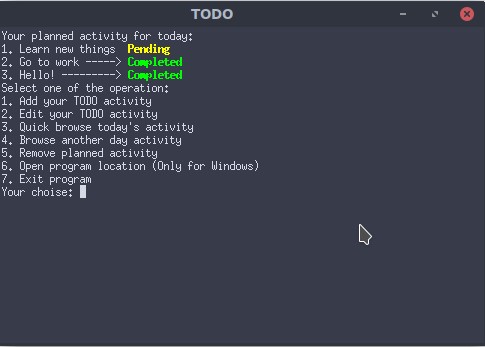 TODO
Your planned activity for today:
1. Learn new things  Pending
2. Go to work -----> Completed
3. Hello! ---------> Completed
Select one of the operation:
1. Add your TODO activity
2. Edit your TODO activity
3. Quick browse today's activity
4. Browse another day activity
5. Remove planned activity
6. Open program location (Only for Windows)
7. Exit program
Your choise: